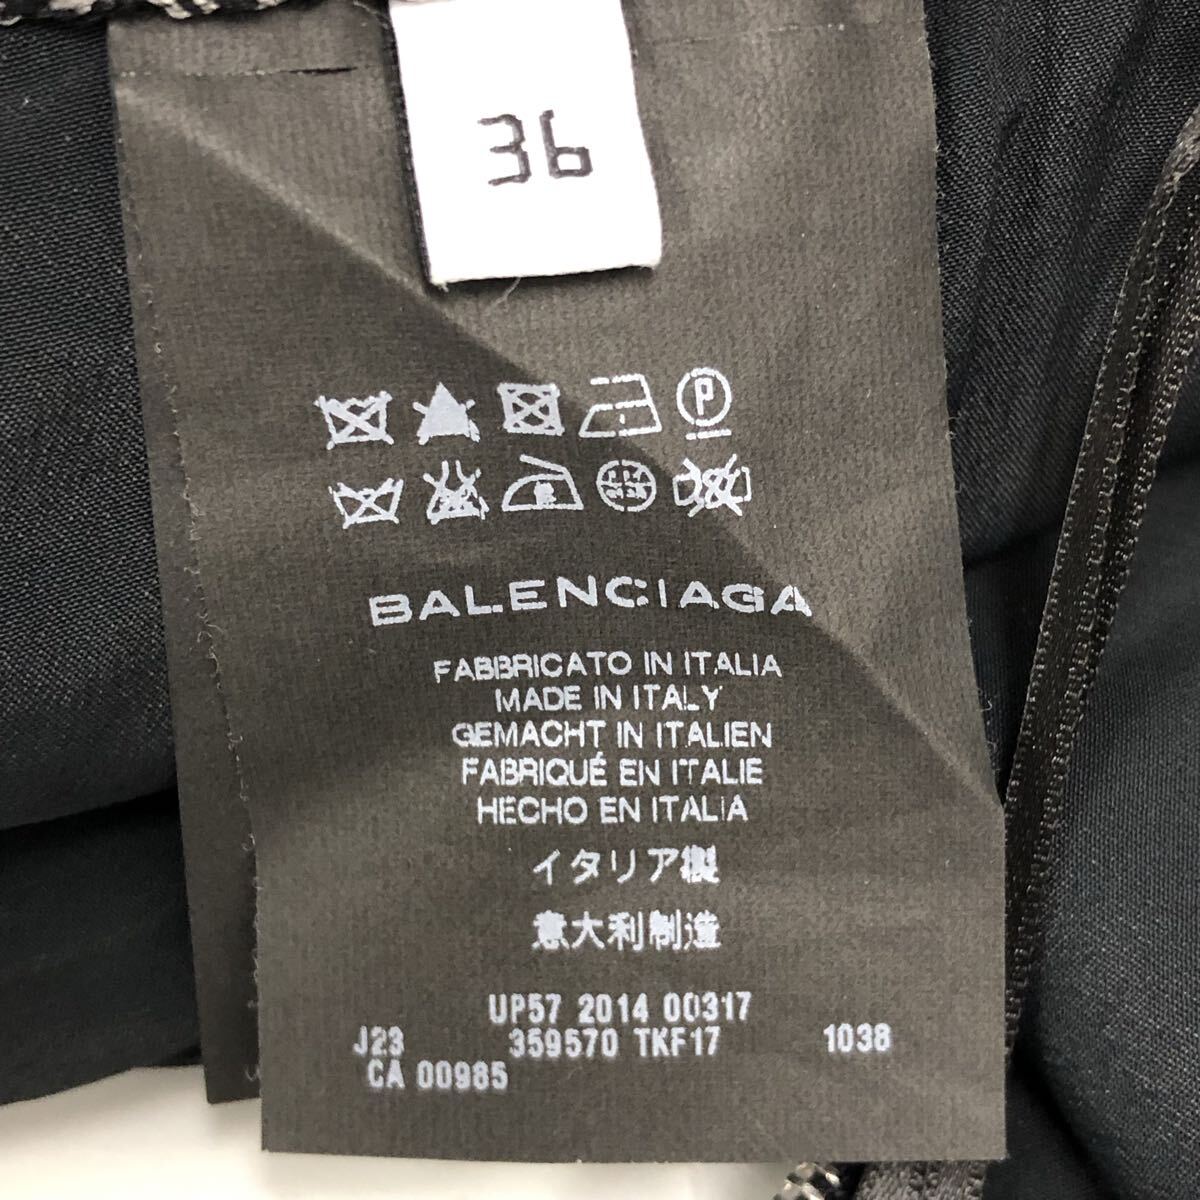 36
P
BALENCIAGA
FABBRICATO IN ITALIA
MADE IN ITALY
GEMACHT IN ITALIEN
FABRIQUÉ EN ITALIE
HECHO EN ITALIA
イタリア製
意大利制造
UP57 2014 00317
J23 359570 TKF17 1038
CA 00985